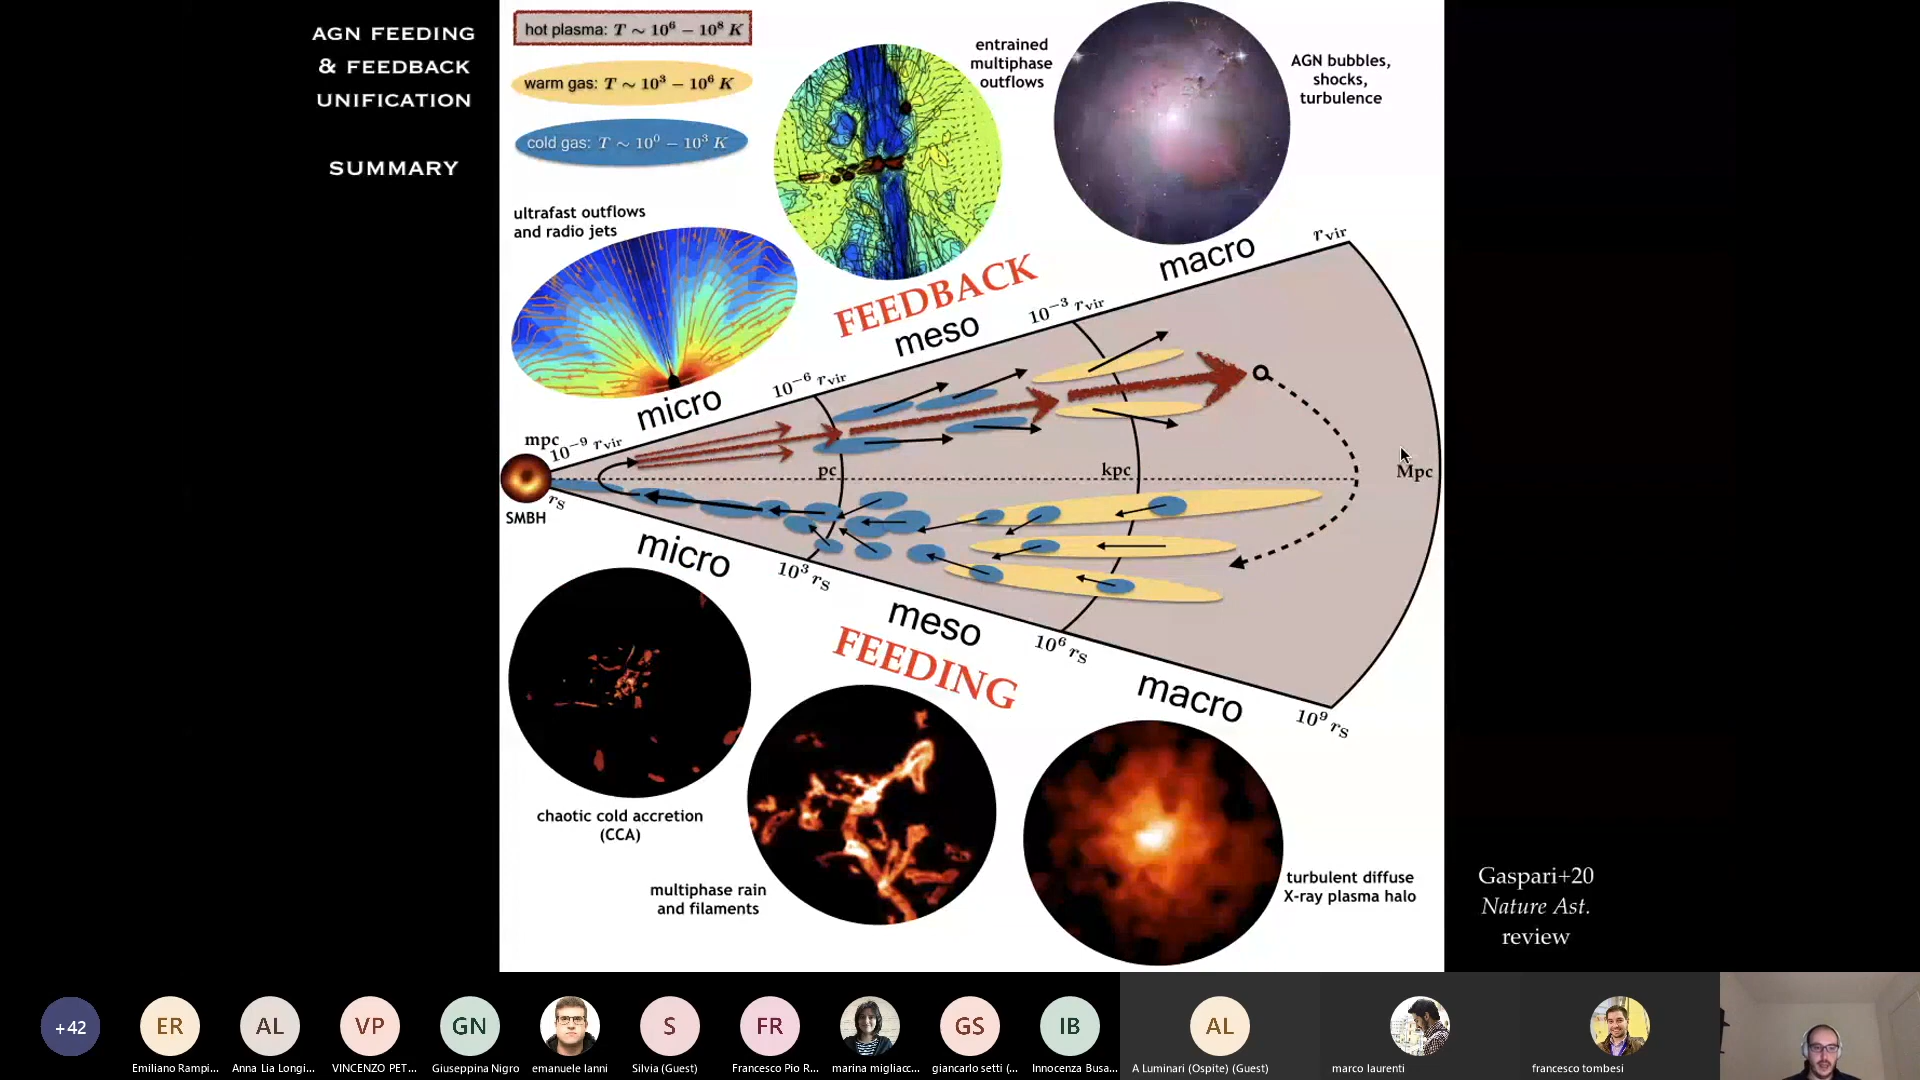 AGN FEEDING
& FEEDBACK
UNIFICATION
SUMMARY
hot plasma: T ∼ 10⁶ − 10⁸ K
warm gas: T ∼ 10³ − 10⁶ K
cold gas: T ∼ 10⁰ − 10³ K
entrained
multiphase
outflows
AGN bubbles,
shocks,
turbulence
ultrafast outflows
and radio jets
FEEDBACK
micro
meso
macro
mpc
10⁻⁹ r_vir
10⁻⁶ r_vir
10⁻³ r_vir
r_vir
pc
kpc
Mpc
SMBH
r_S
10³ r_S
10⁶ r_S
10⁹ r_S
micro
meso
macro
FEEDING
chaotic cold accretion
(CCA)
multiphase rain
and filaments
turbulent diffuse
X-ray plasma halo
Gaspari+20
Nature Ast.
review
+42
ER
AL
VP
GN
S
FR
GS
IB
AL
Emiliano Rampi...
Anna Lia Longi...
VINCENZO PET...
Giuseppina Nigro
emanuele Ianni
Silvia (Guest)
Francesco Pio R...
marina migliacc...
giancarlo setti (...
Innocenza Busa...
A Luminari (Ospite) (Guest)
marco laurenti
francesco tombesi